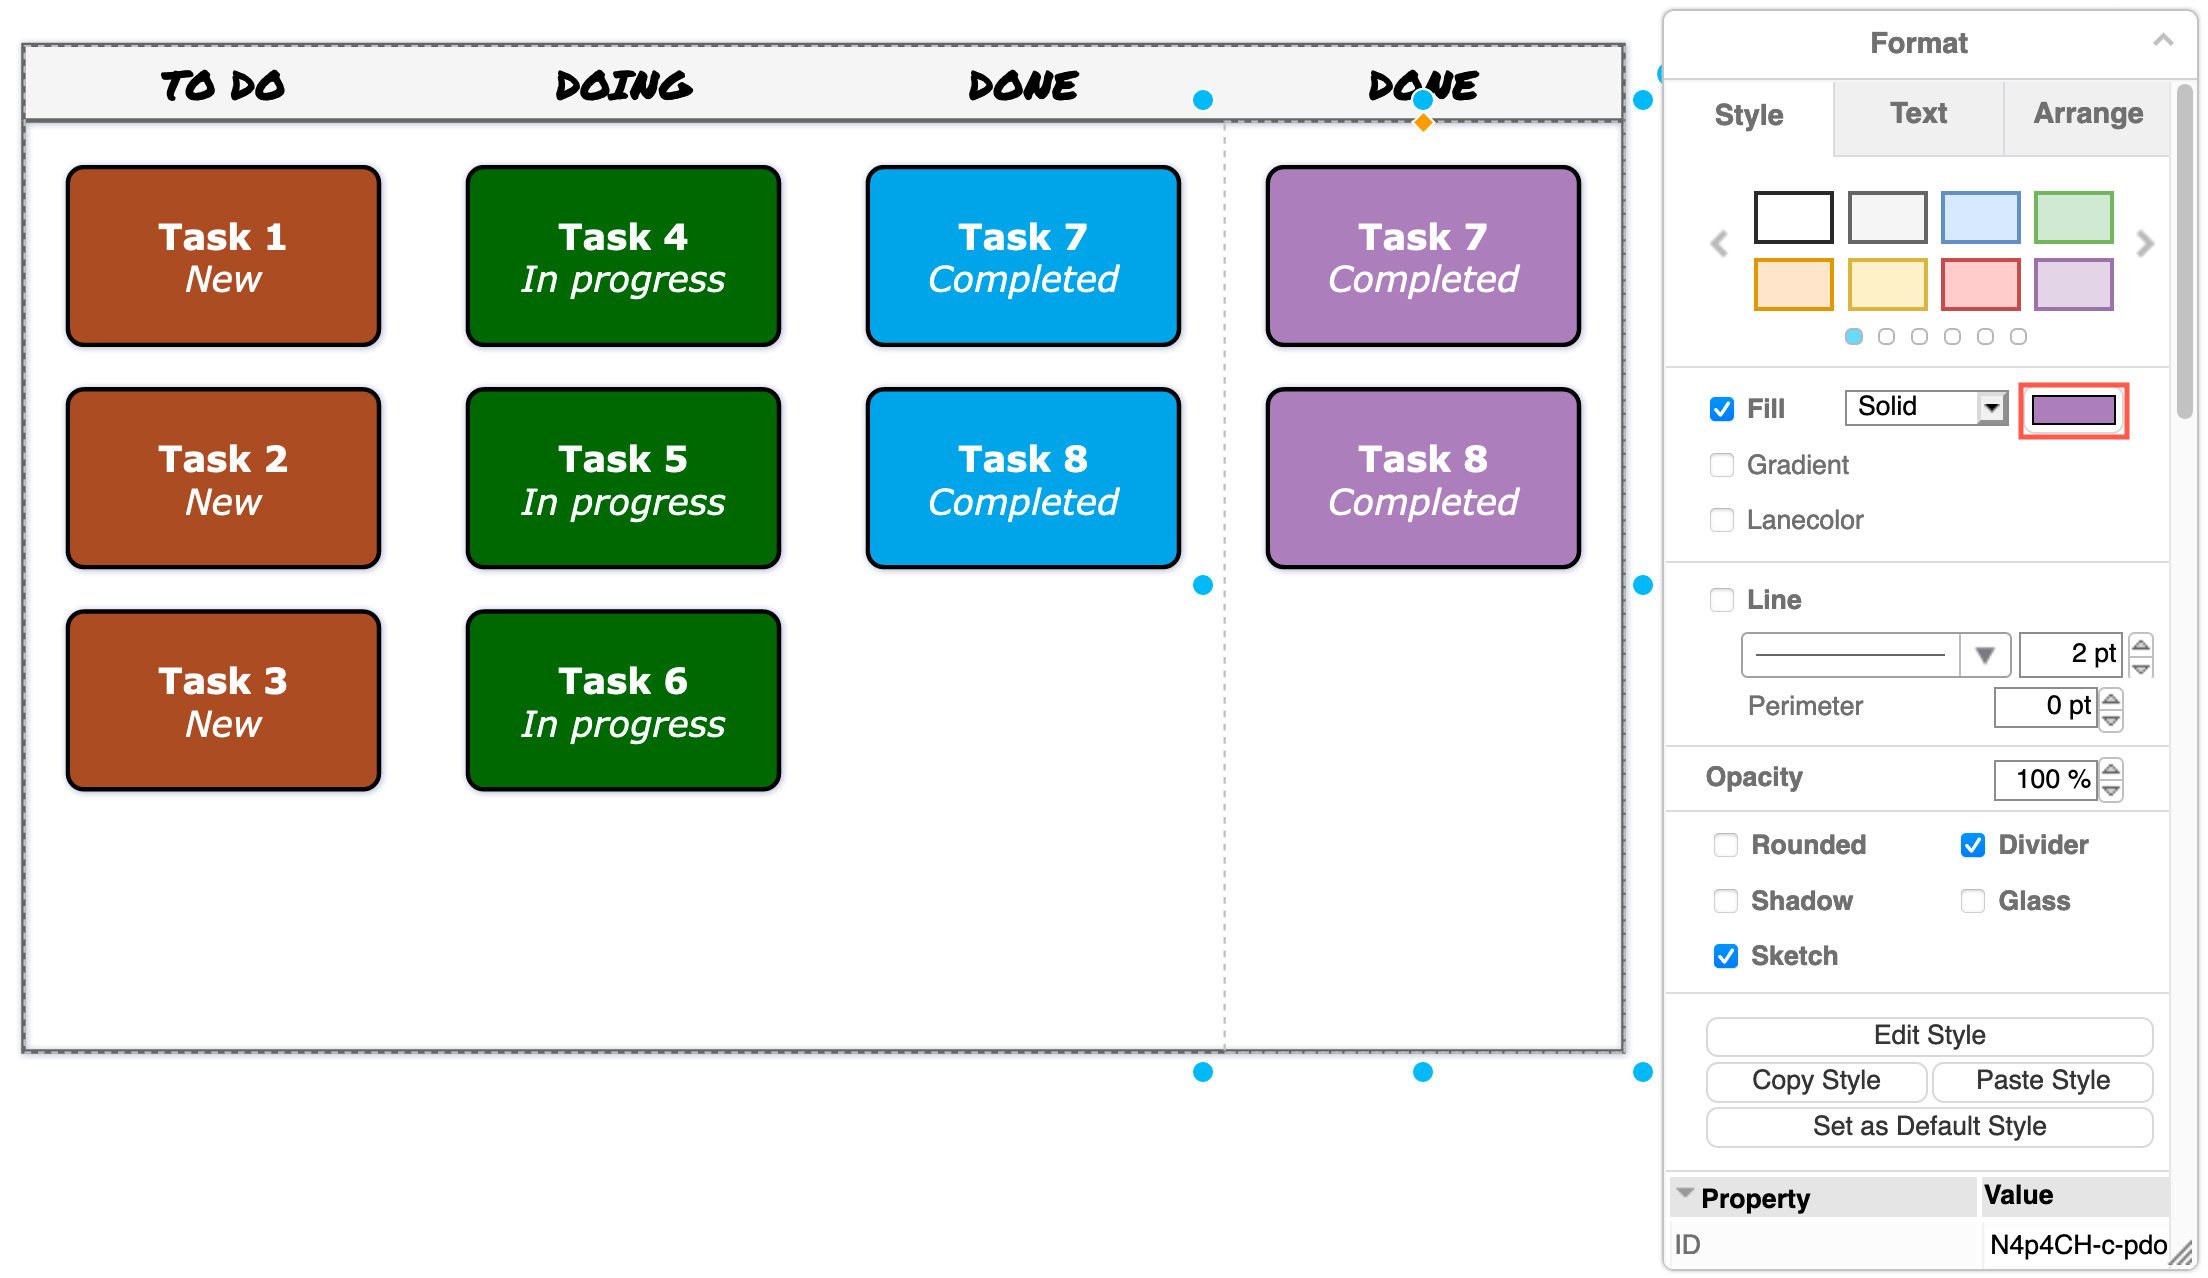 TO DO
DOING
DONE
DONE
Task 1
New
Task 4
In progress
Task 7
Completed
Task 7
Completed
Task 2
New
Task 5
In progress
Task 8
Completed
Task 8
Completed
Task 3
New
Task 6
In progress
Format
Style
Text
Arrange
Fill
Solid
Gradient
Lanecolor
Line
2 pt
Perimeter
0 pt
Opacity
100 %
Rounded
Divider
Shadow
Glass
Sketch
Edit Style
Copy Style
Paste Style
Set as Default Style
Property
Value
ID
N4p4CH-c-pdo